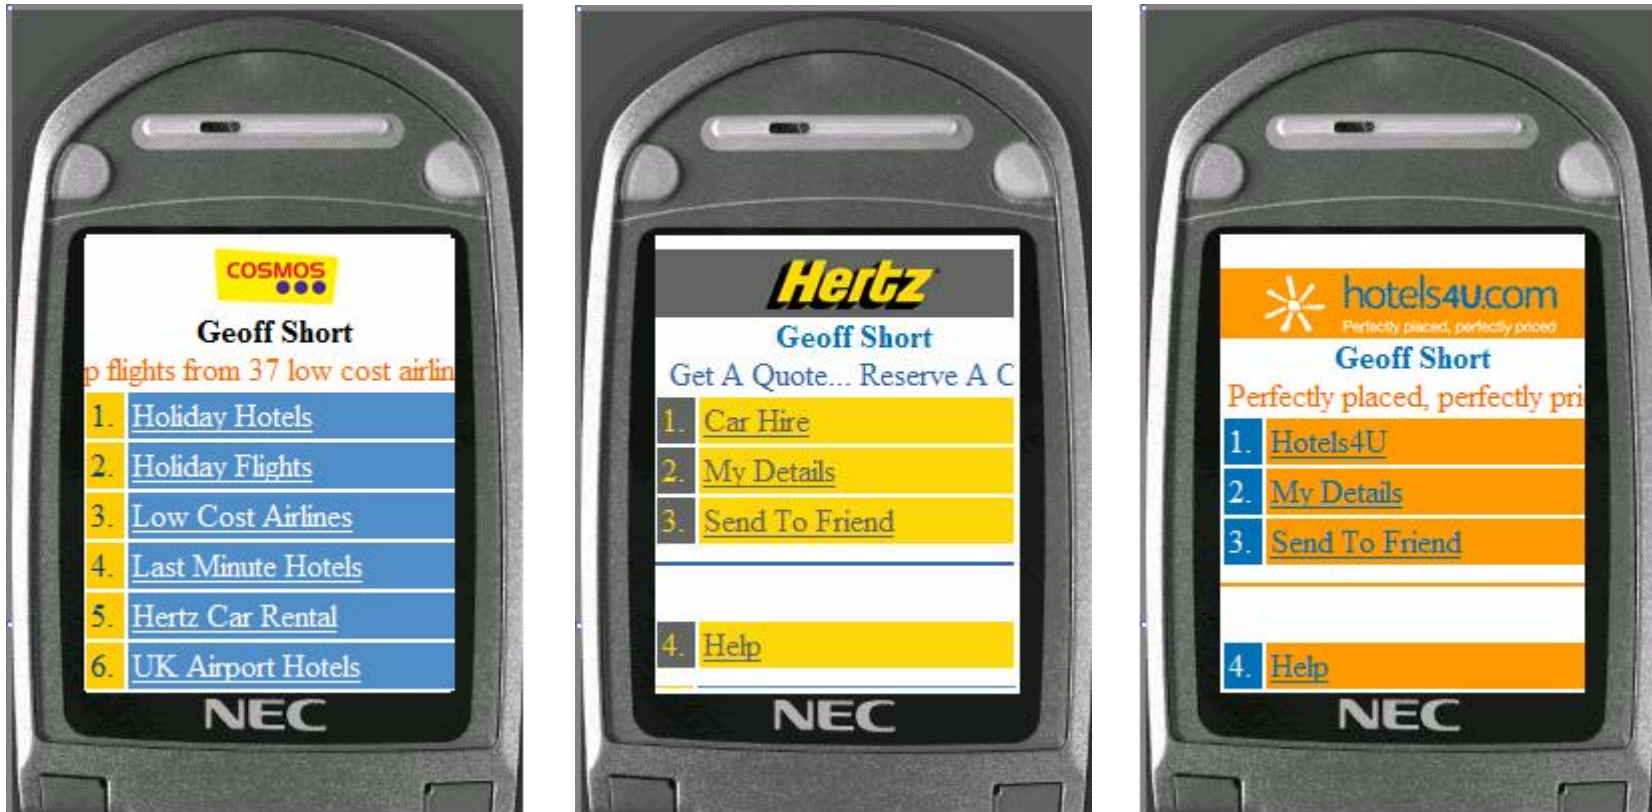 COSMOS
Geoff Short
p flights from 37 low cost airlin
1. Holiday Hotels
2. Holiday Flights
3. Low Cost Airlines
4. Last Minute Hotels
5. Hertz Car Rental
6. UK Airport Hotels
NEC
Hertz
Geoff Short
Get A Quote... Reserve A C
1. Car Hire
2. My Details
3. Send To Friend
4. Help
NEC
hotels4U.com
Perfectly placed, perfectly priced
Geoff Short
Perfectly placed, perfectly pri
1. Hotels4U
2. My Details
3. Send To Friend
4. Help
NEC